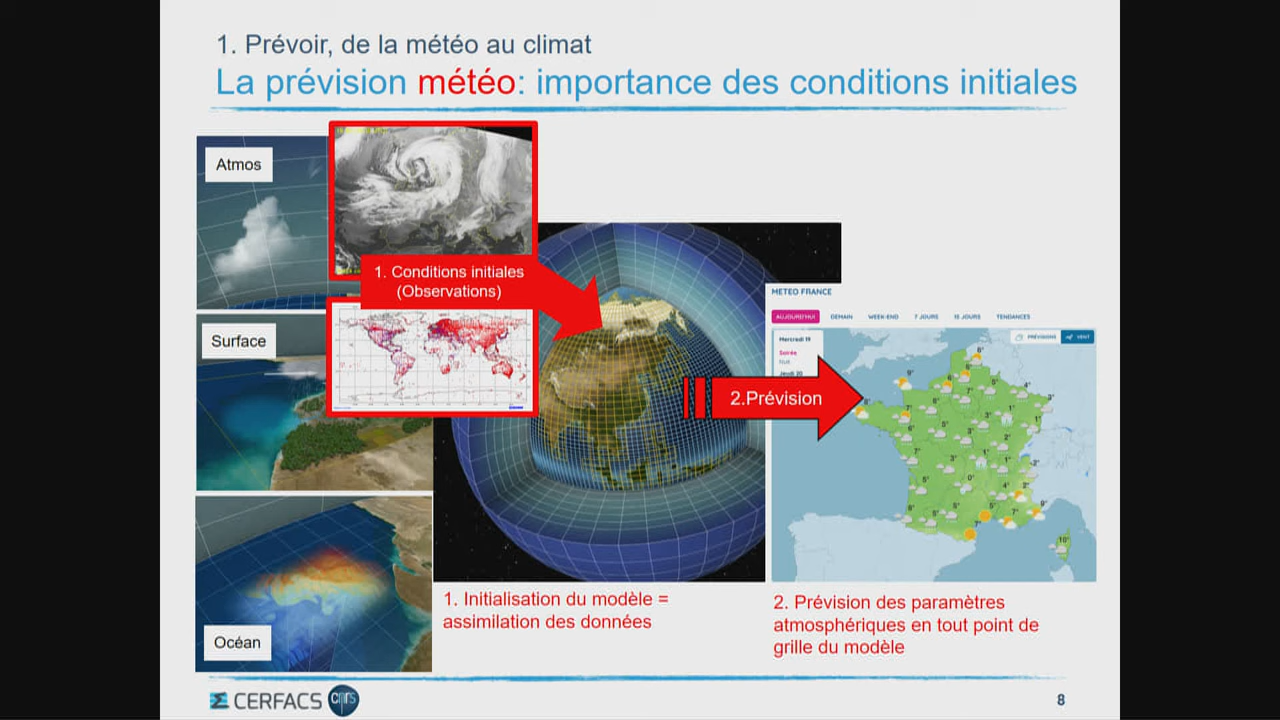 1. Prévoir, de la météo au climat
La prévision météo: importance des conditions initiales
Atmos
1. Conditions initiales
(Observations)
Surface
Océan
METEO FRANCE
AUJOURD'HUI DEMAIN WEEK-END 7 JOURS 15 JOURS TENDANCES
Mercredi 19
Soirée
Nuit
Jeudi 20
PRÉVISIONS VENT
2.Prévision
1. Initialisation du modèle =
assimilation des données
2. Prévision des paramètres
atmosphériques en tout point de
grille du modèle
CERFACS
cnrs
8